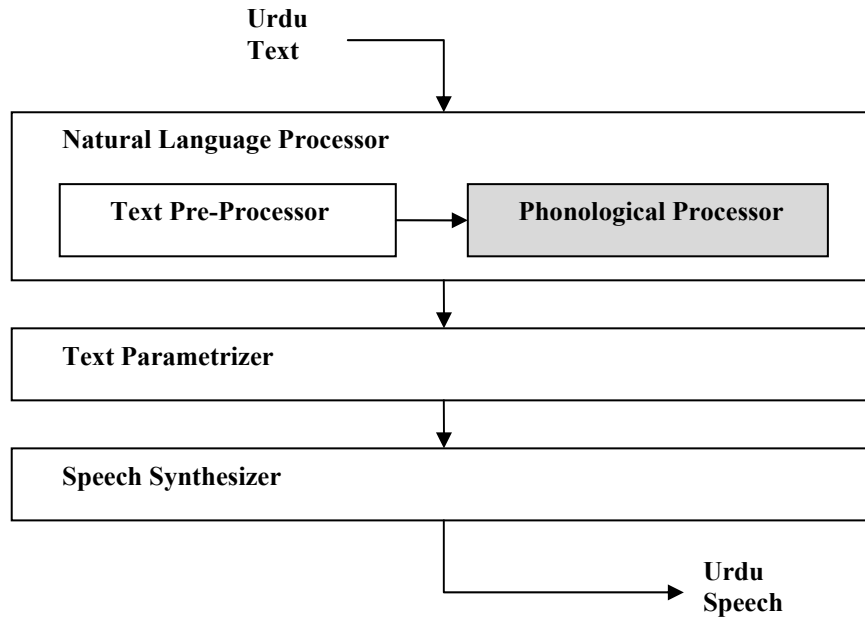 Urdu
Text
Natural Language Processor
Text Pre-Processor
Phonological Processor
Text Parametrizer
Speech Synthesizer
Urdu
Speech